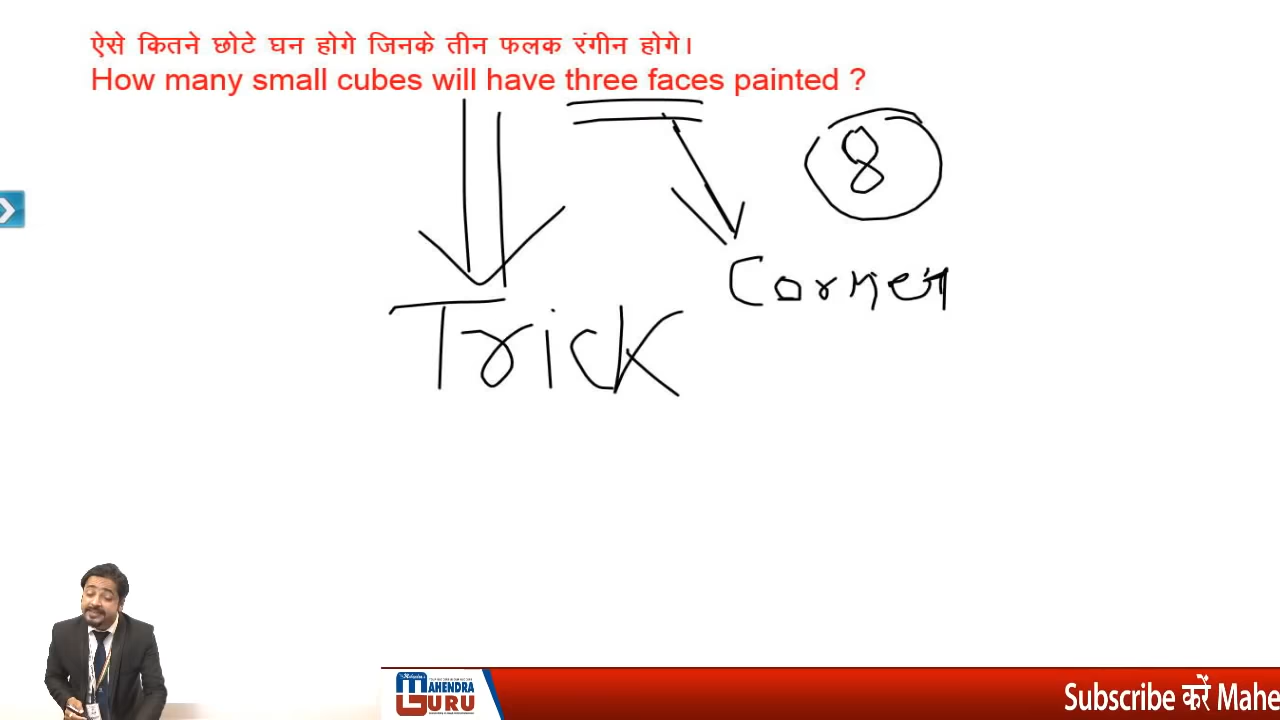 ऐसे कितने छोटे घन होगे जिनके तीन फलक रंगीन होगे।
How many small cubes will have three faces painted ?
8
Corner
Trick
MAHENDRA
GURU
Subscribe करें Mahe